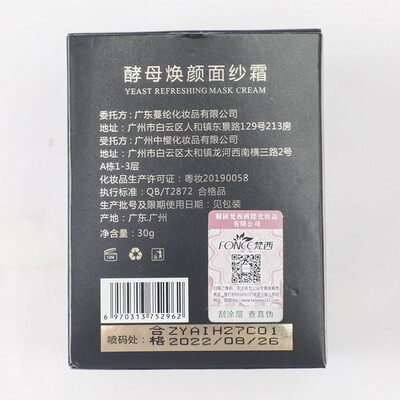 酵母焕颜面纱霜
YEAST REFRESHING MASK CREAM
委托方：广东蔓纶化妆品有限公司
地址：广州市白云区人和镇东景路129号213房
受托方：广州中樱化妆品有限公司
地址：广州市白云区太和镇龙河西南横三路2号
A栋1-3层
化妆品生产许可证：粤妆20190058
执行标准：QB/T2872 合格品
生产批号及限期使用日期：见包装
产地：广东.广州
净含量：30g
FONCE梵西
刮涂层 查真伪
12M
6970313752962
喷码处：
合格
ZYAIH27C01
2022/08/26